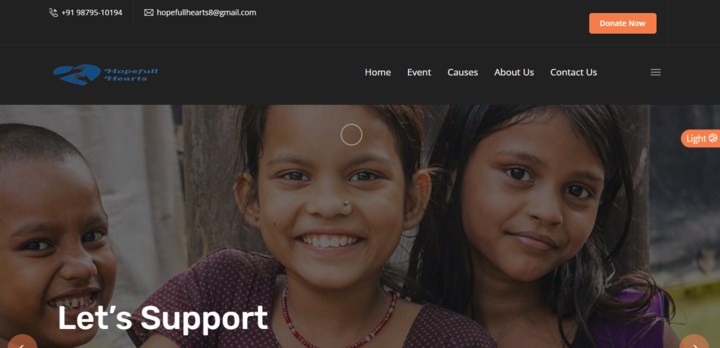 +91 98795-10194
hopefullhearts8@gmail.com
Donate Now
Hopefull
Hearts
Home
Event
Causes
About Us
Contact Us
Light
Let's Support